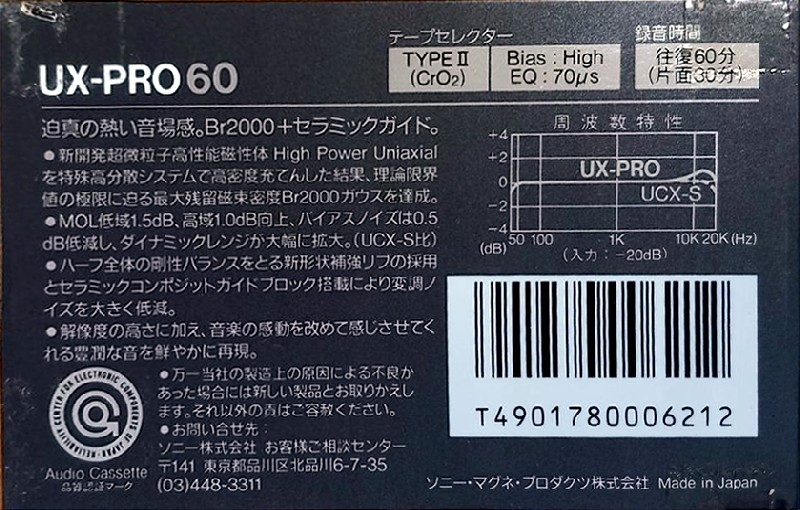 UX-PRO 60
テープセレクター
TYPE II (CrO₂)
Bias : High
EQ : 70μs
録音時間
往復60分
(片面30分)
迫真の熱い音場感。Br2000+セラミックガイド。
●新開発超微粒子高性能磁性体 High Power Uniaxial
を特殊高分散システムで高密度充てんした結果、理論限界
値の極限に迫る最大残留磁束密度Br2000ガウスを達成。
●MOL低域1.5dB、高域1.0dB向上、バイアスノイズは0.5
dB低減し、ダイナミックレンジが大幅に拡大。(UCX-S比)
●ハーフ全体の剛性バランスをとる新形状補強リブの採用
とセラミックコンポジットガイドブロック搭載により変調ノ
イズを大きく低減。
●解像度の高さに加え、音楽の感動を改めて感じさせてく
れる豊潤な音を鮮やかに再現。
周波数特性
+4
+2
0
−2
−4
(dB)
UX-PRO
UCX-S
50 100 1K 10K 20K (Hz)
(入力：−20dB)
●万一当社の製造上の原因による不良か
あった場合には新しい製品とお取りかえし
ます。それ以外の責はご容赦ください。
●お問合せ先：
ソニー株式会社 お客様ご相談センター
〒141 東京都品川区北品川6-7-35
(03)448-3311
CENTER FOR ELECTRONIC COMPONENTS OF JAPAN · RELIABILITY
Audio Cassette
品質認証マーク
T4901780006212
ソニー・マグネ・プロダクツ株式会社 Made in Japan